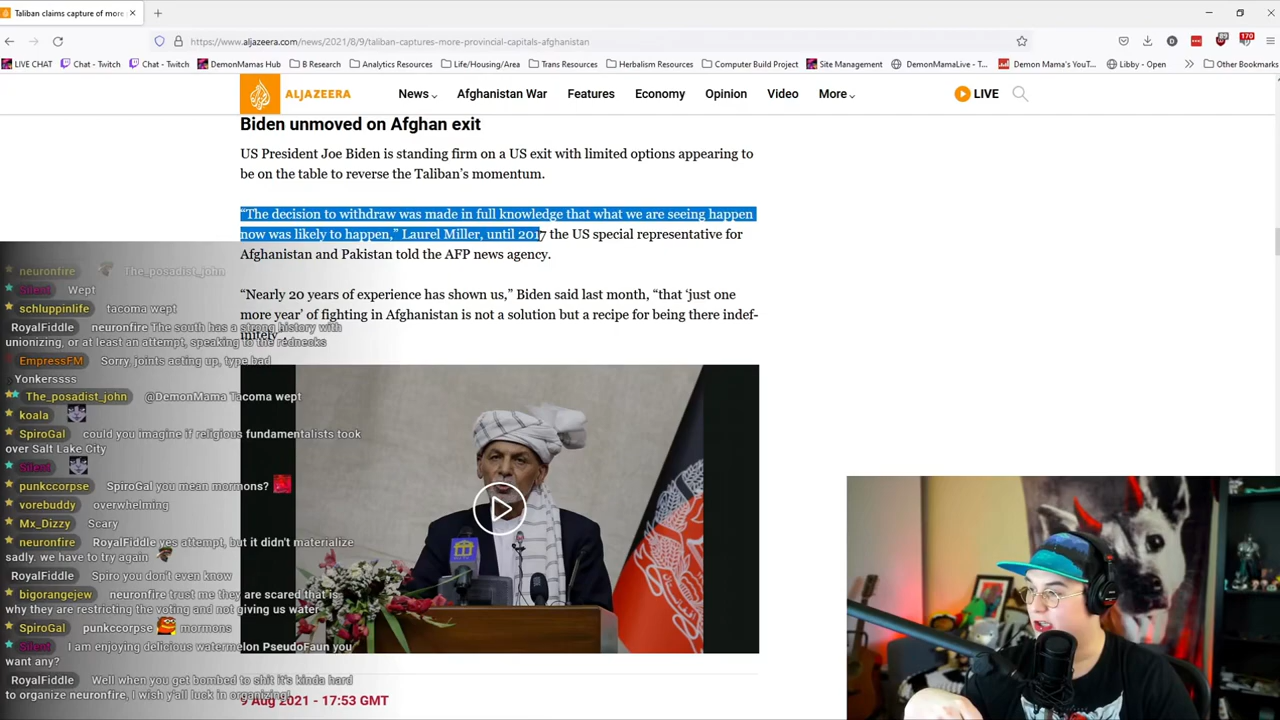 Taliban claims capture of more
https://www.aljazeera.com/news/2021/8/9/taliban-captures-more-provincial-capitals-afghanistan
89
170
LIVE CHAT
Chat - Twitch
Chat - Twitch
DemonMamas Hub
B Research
Analytics Resources
Life/Housing/Area
Trans Resources
Herbalism Resources
Computer Build Project
Site Management
DemonMamaLive - T...
Demon Mama's YouT...
Libby - Open
Other Bookmarks
ALJAZEERA
News
Afghanistan War
Features
Economy
Opinion
Video
More
LIVE
Biden unmoved on Afghan exit
US President Joe Biden is standing firm on a US exit with limited options appearing to
be on the table to reverse the Taliban’s momentum.
“The decision to withdraw was made in full knowledge that what we are seeing happen
now was likely to happen,” Laurel Miller, until 2017 the US special representative for
Afghanistan and Pakistan told the AFP news agency.
“Nearly 20 years of experience has shown us,” Biden said last month, “that ‘just one
more year’ of fighting in Afghanistan is not a solution but a recipe for being there indef-
initely”
9 Aug 2021 - 17:53 GMT
neuronfire The_posadist_john
Silent Wept
schluppinlife tacoma wept
RoyalFiddle neuronfire The south has a strong history with
unionizing, or at least an attempt, speaking to the rednecks
EmpressFM Sorry, joints acting up, type bad
Yonkerssss
The_posadist_john @DemonMama Tacoma wept
koala
SpiroGal could you imagine if religious fundamentalists took
over Salt Lake City
Silent
punkccorpse SpiroGal you mean mormons?
vorebuddy overwhelming
Mx_Dizzy Scary
neuronfire RoyalFiddle yes attempt, but it didn't materialize
sadly. we have to try again
RoyalFiddle Spiro you don't even know
bigorangejew neuronfire trust me they are scared that is
why they are restricting the voting and not giving us water
SpiroGal punkccorpse mormons
Silent I am enjoying delicious watermelon PseudoFaun you
want any?
RoyalFiddle Well when you get bombed to shit it's kinda hard
to organize neuronfire, I wish y'all luck in organizing!